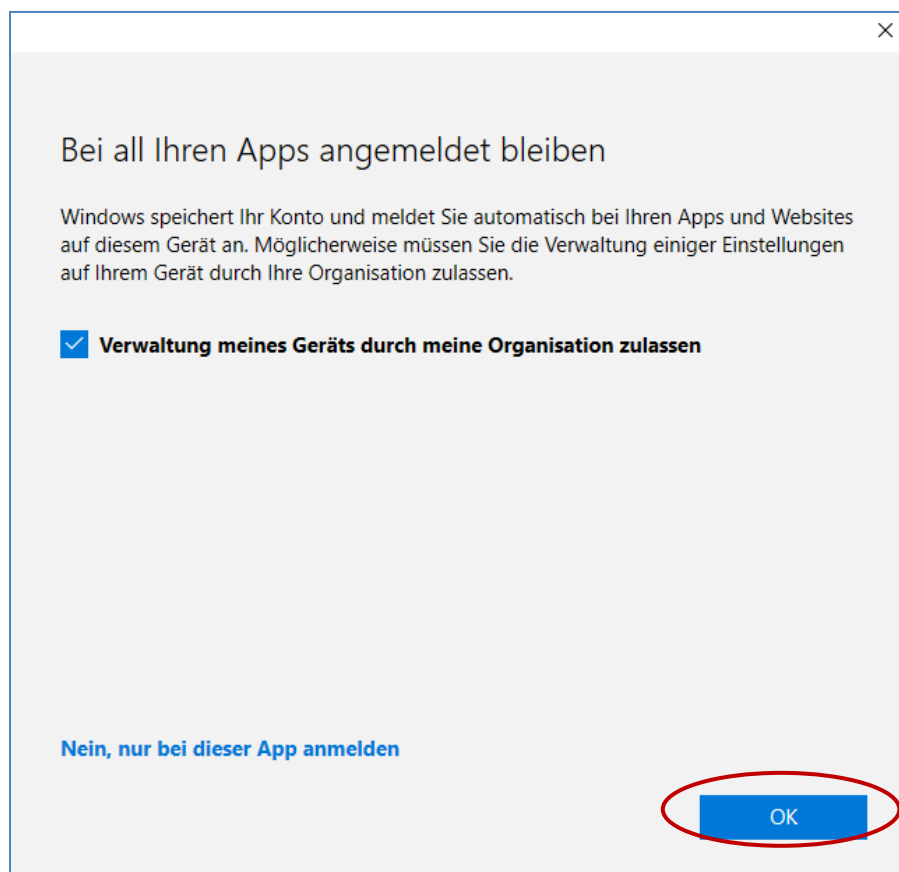 Bei all Ihren Apps angemeldet bleiben
Windows speichert Ihr Konto und meldet Sie automatisch bei Ihren Apps und Websites
auf diesem Gerät an. Möglicherweise müssen Sie die Verwaltung einiger Einstellungen
auf Ihrem Gerät durch Ihre Organisation zulassen.
Verwaltung meines Geräts durch meine Organisation zulassen
Nein, nur bei dieser App anmelden
OK